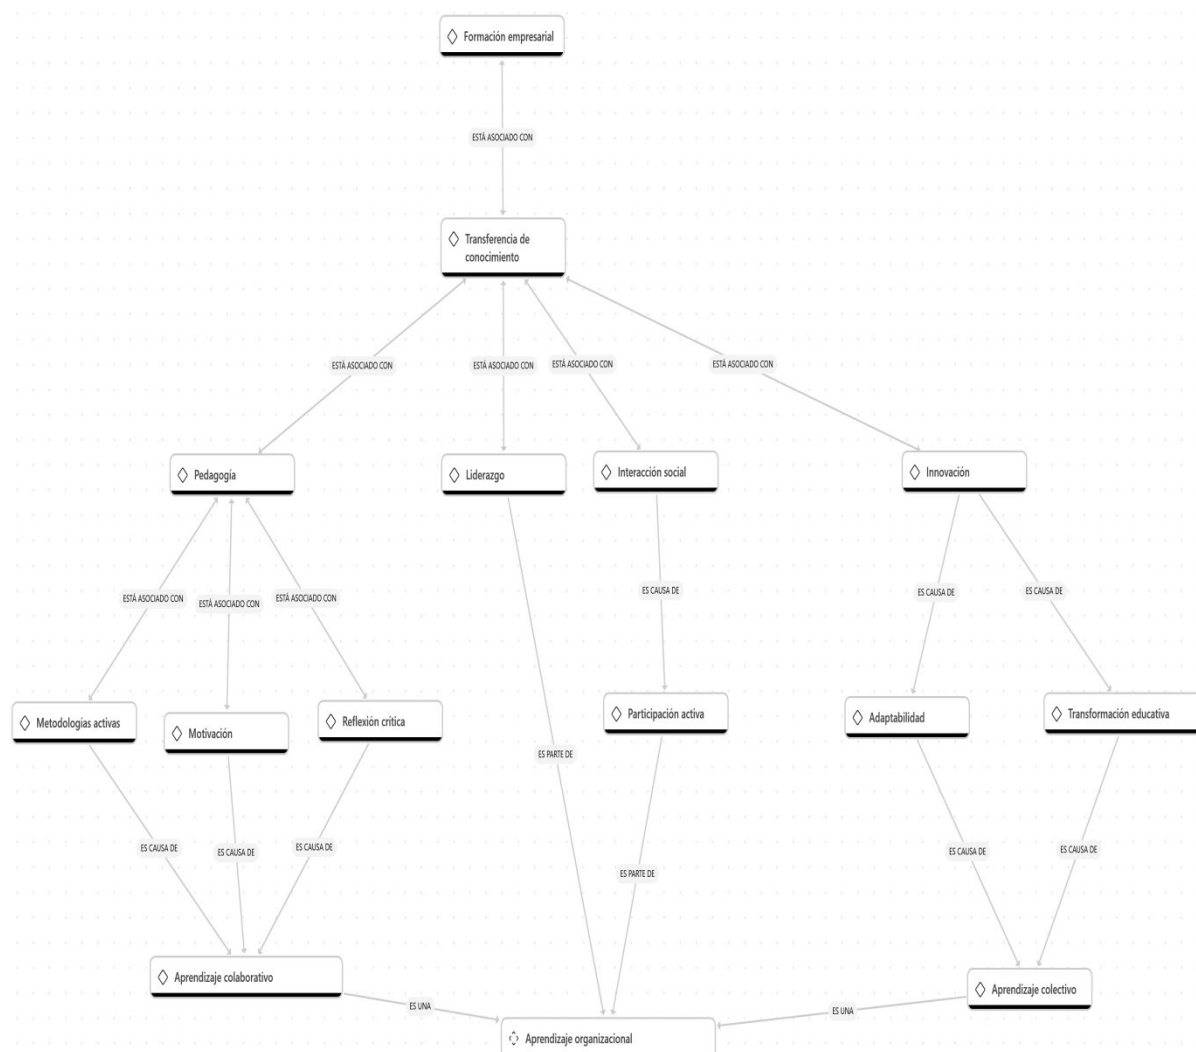 Formación empresarial
ESTÁ ASOCIADO CON
Transferencia de
conocimiento
ESTÁ ASOCIADO CON
ESTÁ ASOCIADO CON
ESTÁ ASOCIADO CON
ESTÁ ASOCIADO CON
Pedagogía
Liderazgo
Interacción social
Innovación
ESTÁ ASOCIADO CON
ESTÁ ASOCIADO CON
ESTÁ ASOCIADO CON
ES CAUSA DE
ES CAUSA DE
ES CAUSA DE
Metodologías activas
Motivación
Reflexión crítica
Participación activa
Adaptabilidad
Transformación educativa
ES PARTE DE
ES CAUSA DE
ES CAUSA DE
ES CAUSA DE
ES PARTE DE
ES CAUSA DE
ES CAUSA DE
Aprendizaje colaborativo
Aprendizaje colectivo
ES UNA
ES UNA
Aprendizaje organizacional